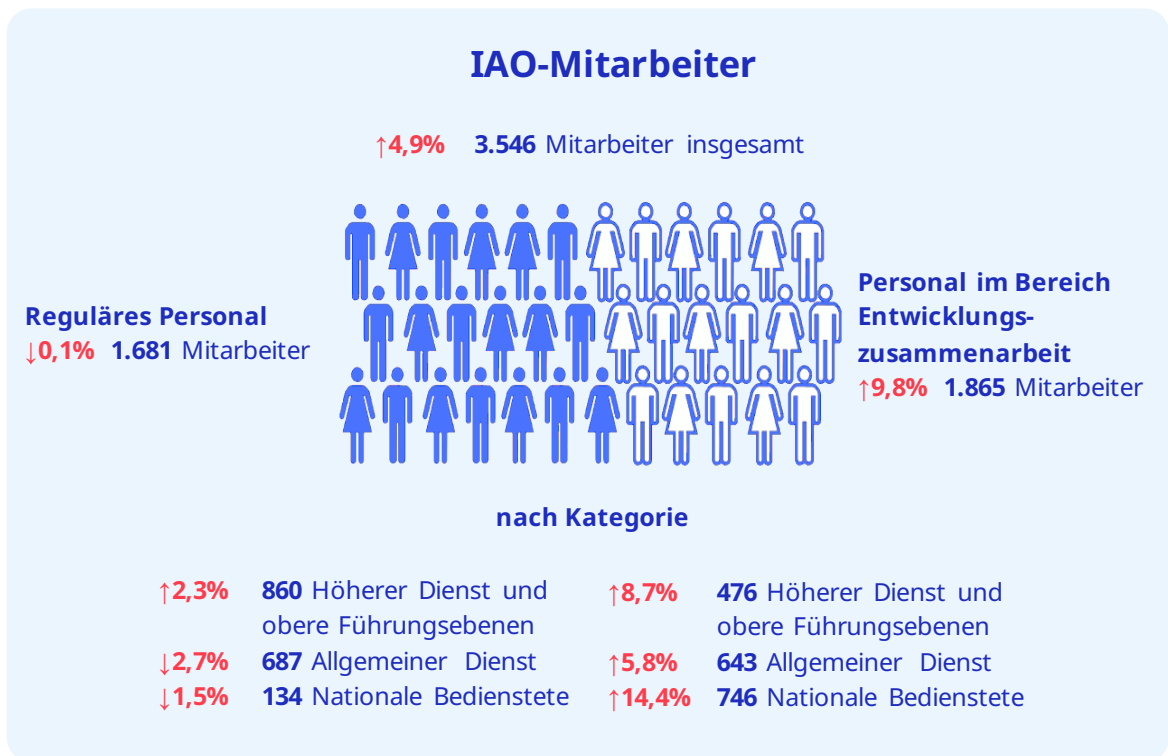 IAO-Mitarbeiter
↑4,9% 3.546 Mitarbeiter insgesamt
Reguläres Personal
↓0,1% 1.681 Mitarbeiter
Personal im Bereich
Entwicklungs-
zusammenarbeit
↑9,8% 1.865 Mitarbeiter
nach Kategorie
↑2,3% 860 Höherer Dienst und
obere Führungsebenen
↓2,7% 687 Allgemeiner Dienst
↓1,5% 134 Nationale Bedienstete
↑8,7% 476 Höherer Dienst und
obere Führungsebenen
↑5,8% 643 Allgemeiner Dienst
↑14,4% 746 Nationale Bedienstete